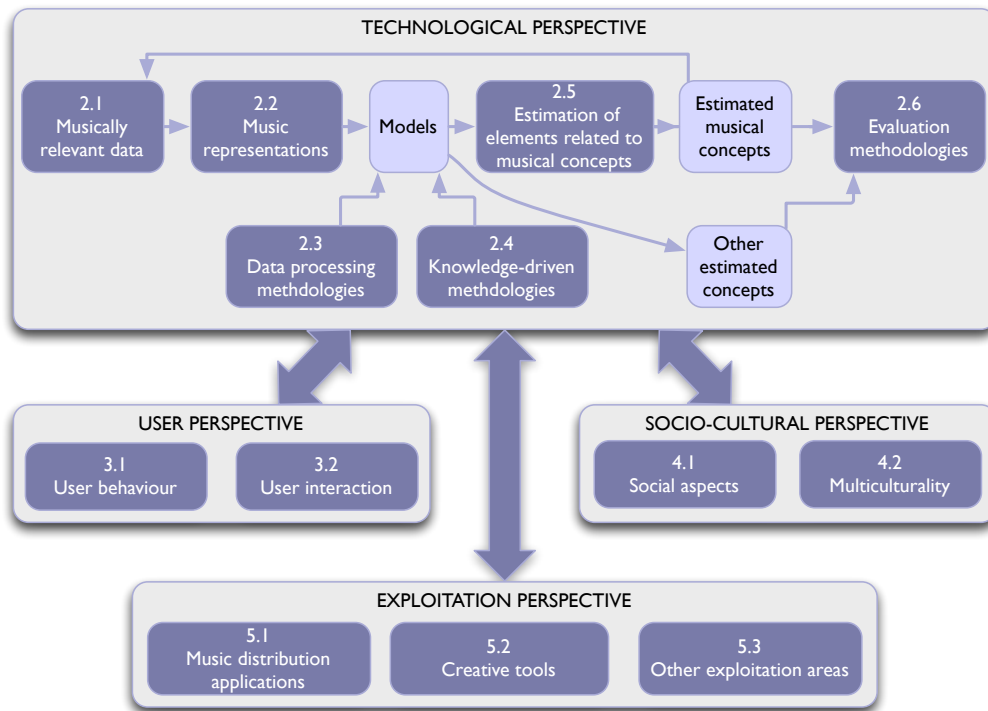 TECHNOLOGICAL PERSPECTIVE
2.1
Musically
relevant data
2.2
Music
representations
Models
2.5
Estimation of
elements related to
musical concepts
Estimated
musical
concepts
2.6
Evaluation
methodologies
2.3
Data processing
methdologies
2.4
Knowledge-driven
methdologies
Other
estimated
concepts
USER PERSPECTIVE
3.1
User behaviour
3.2
User interaction
SOCIO-CULTURAL PERSPECTIVE
4.1
Social aspects
4.2
Multiculturality
EXPLOITATION PERSPECTIVE
5.1
Music distribution
applications
5.2
Creative tools
5.3
Other exploitation areas